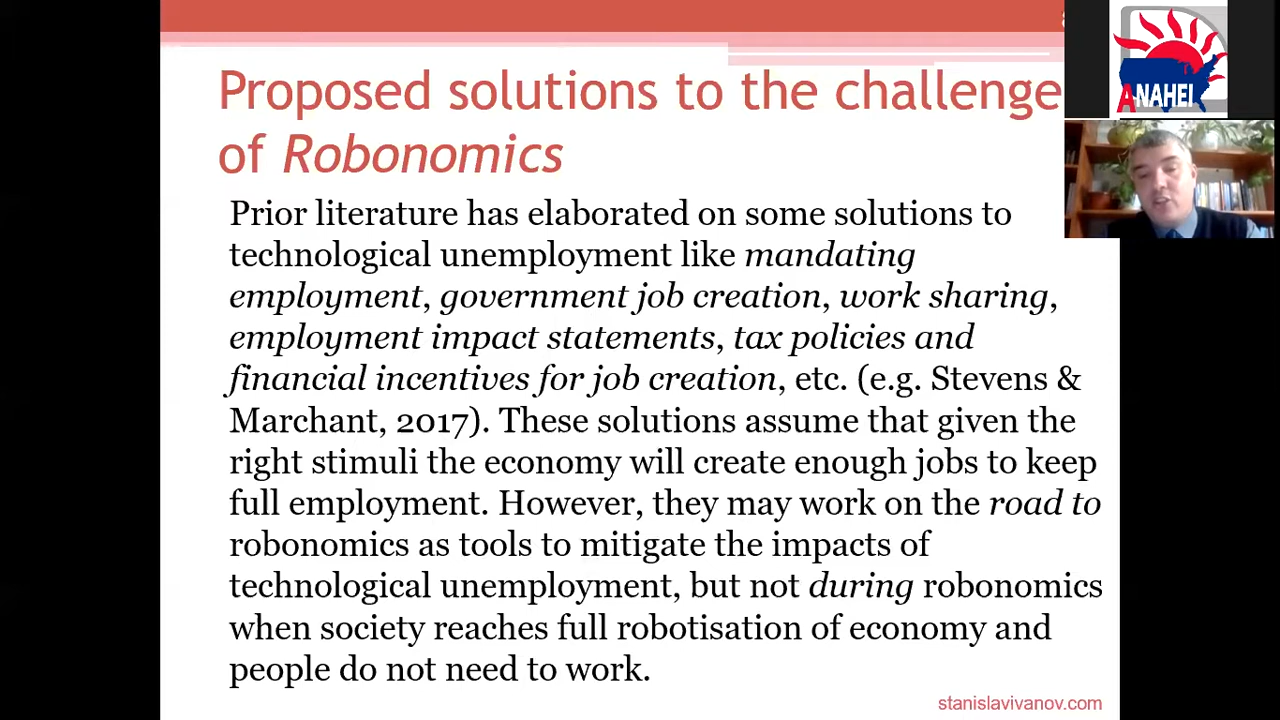 Proposed solutions to the challenge
of Robonomics
Prior literature has elaborated on some solutions to
technological unemployment like mandating
employment, government job creation, work sharing,
employment impact statements, tax policies and
financial incentives for job creation, etc. (e.g. Stevens &
Marchant, 2017). These solutions assume that given the
right stimuli the economy will create enough jobs to keep
full employment. However, they may work on the road to
robonomics as tools to mitigate the impacts of
technological unemployment, but not during robonomics
when society reaches full robotisation of economy and
people do not need to work.
stanislavivanov.com
ANAHEI